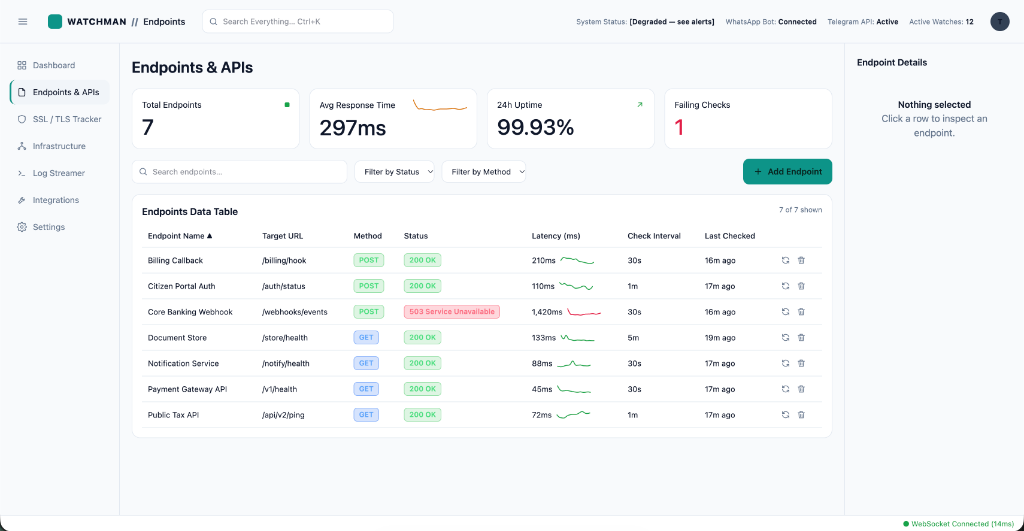 WATCHMAN // Endpoints
Search Everything... Ctrl+K
System Status: [Degraded — see alerts] WhatsApp Bot: Connected Telegram API: Active Active Watches: 12
T
Dashboard
Endpoints & APIs
SSL / TLS Tracker
Infrastructure
Log Streamer
Integrations
Settings
Endpoints & APIs
Total Endpoints
7
Avg Response Time
297ms
24h Uptime
99.93%
Failing Checks
1
Search endpoints...
Filter by Status
Filter by Method
+ Add Endpoint
Endpoints Data Table
7 of 7 shown
Endpoint Name ▲ Target URL Method Status Latency (ms) Check Interval Last Checked
Billing Callback /billing/hook POST 200 OK 210ms 30s 16m ago
Citizen Portal Auth /auth/status POST 200 OK 110ms 1m 17m ago
Core Banking Webhook /webhooks/events POST 503 Service Unavailable 1,420ms 30s 16m ago
Document Store /store/health GET 200 OK 133ms 5m 19m ago
Notification Service /notify/health GET 200 OK 88ms 30s 17m ago
Payment Gateway API /v1/health GET 200 OK 45ms 30s 17m ago
Public Tax API /api/v2/ping GET 200 OK 72ms 1m 17m ago
Endpoint Details
Nothing selected
Click a row to inspect an
endpoint.
WebSocket Connected (14ms)